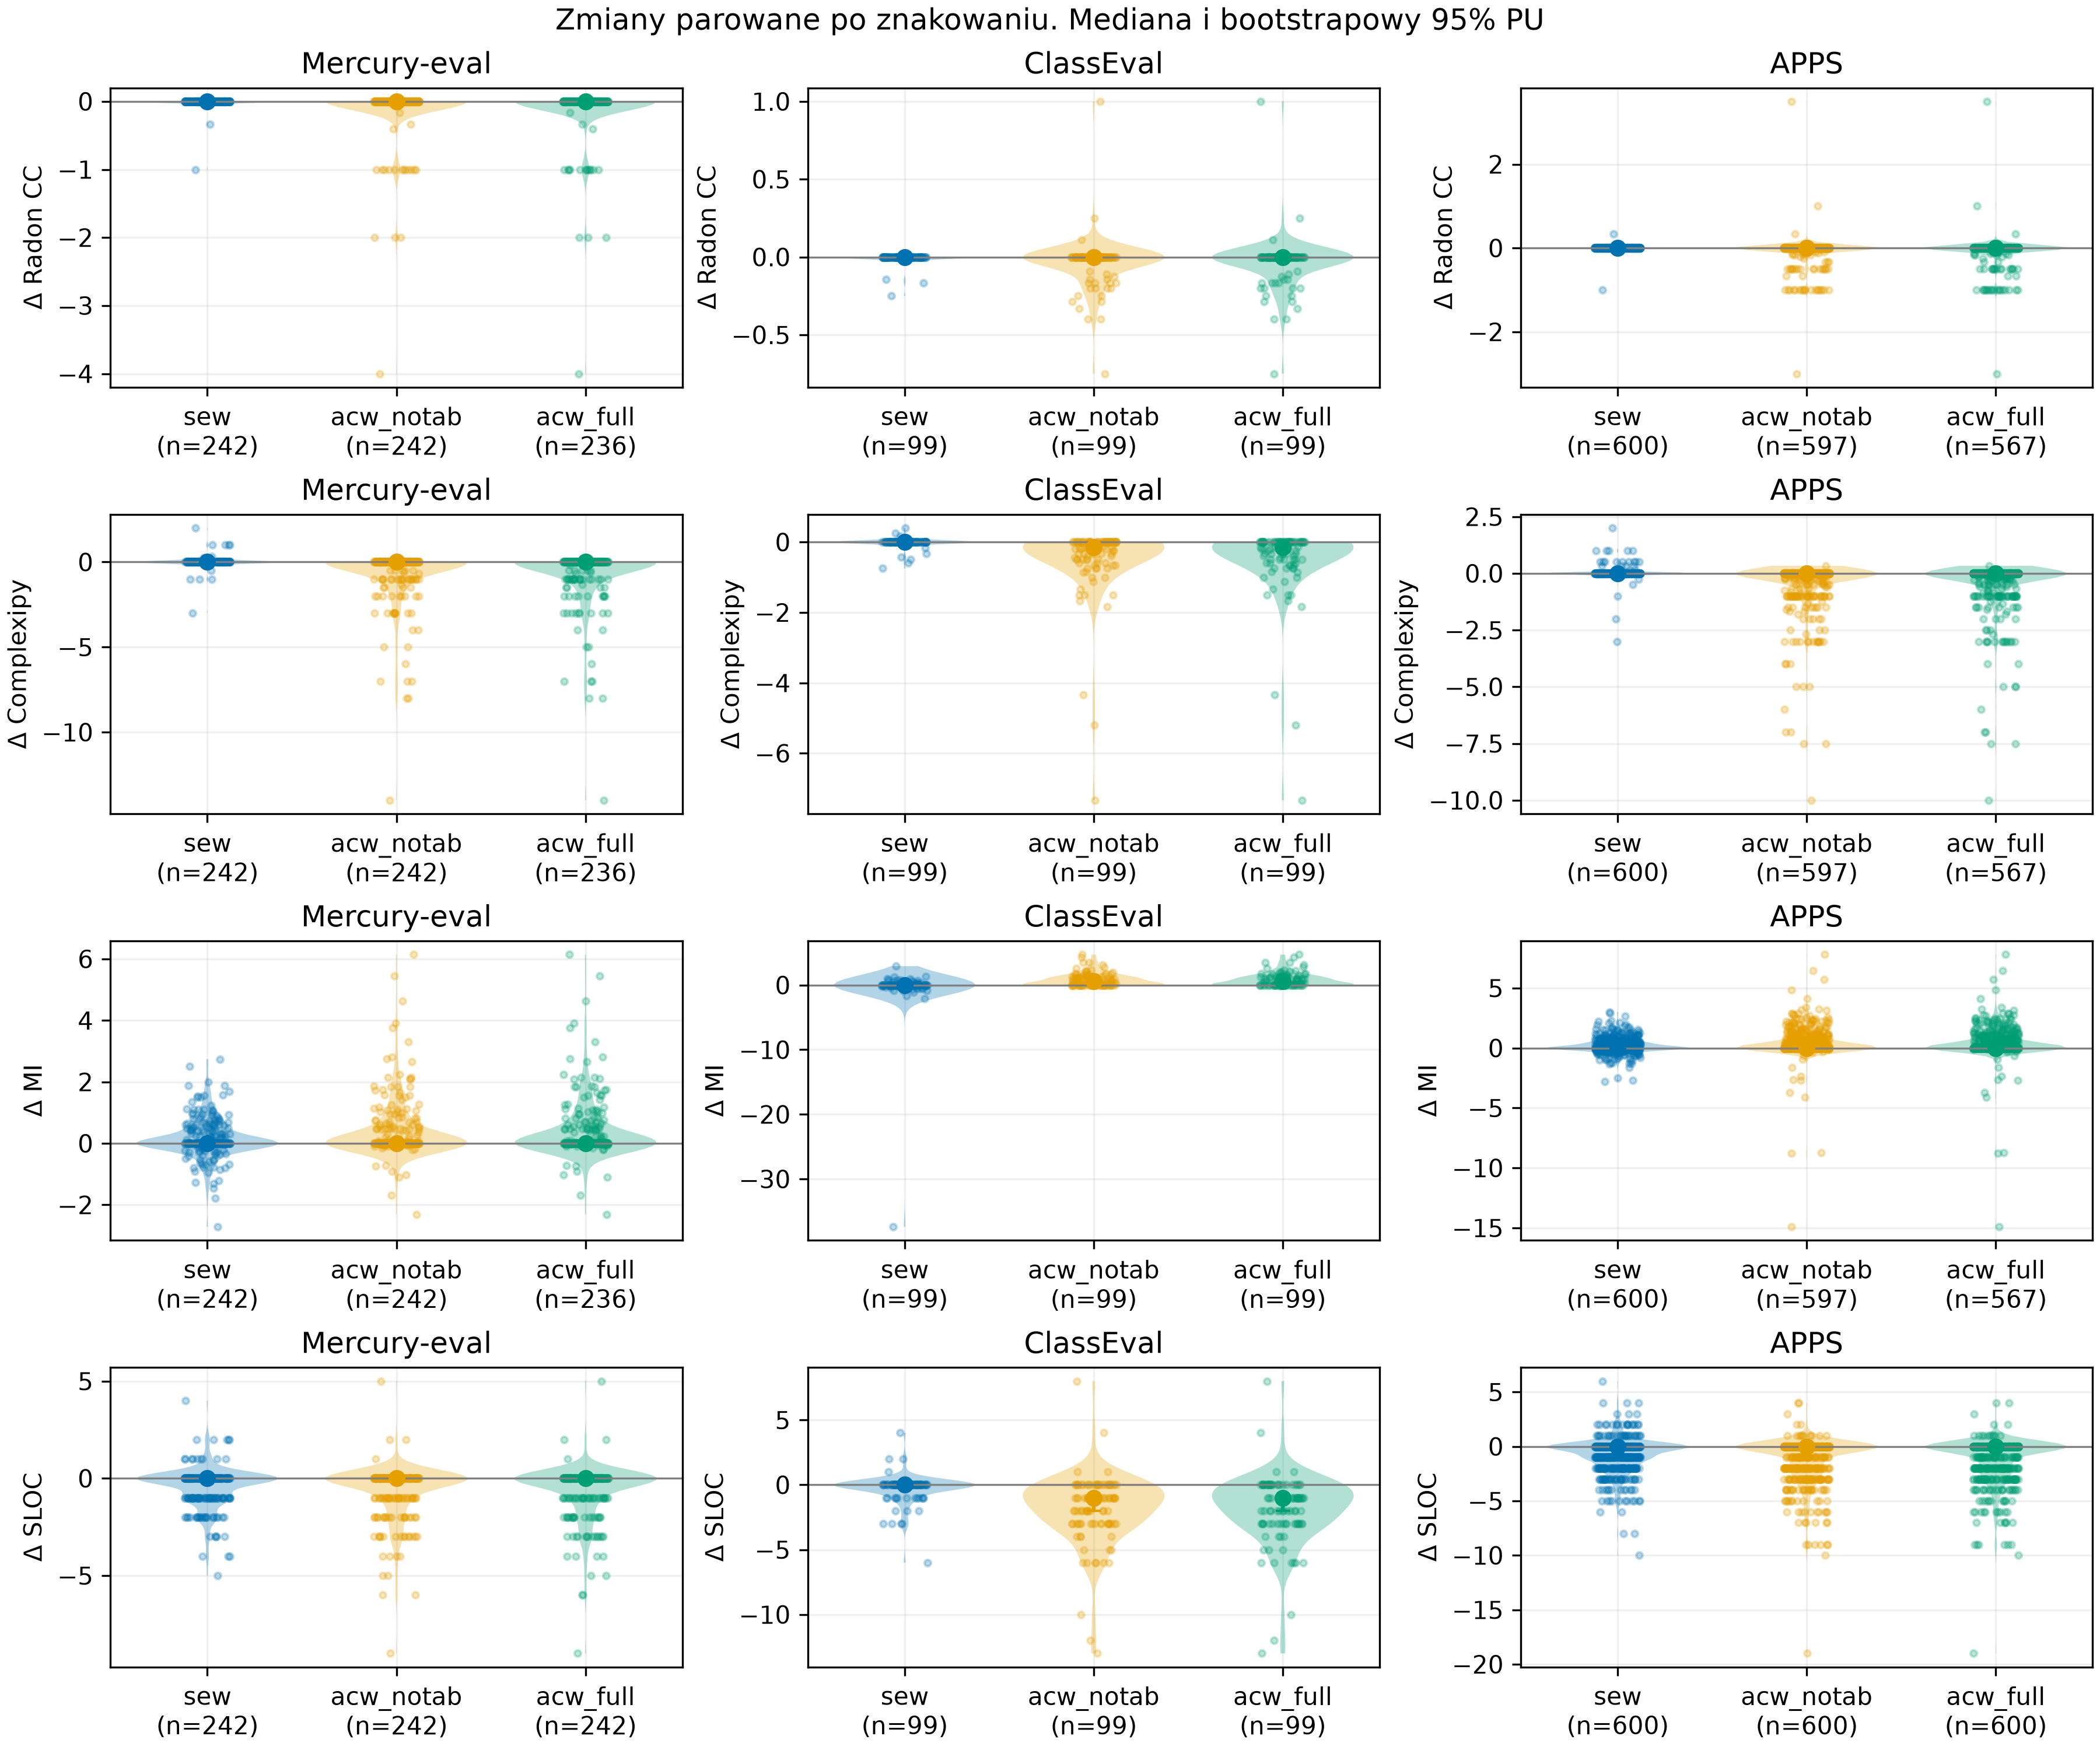 Zmiany parowane po znakowaniu. Mediana i bootstrapowy 95% PU
Mercury-eval
ClassEval
APPS
Δ Radon CC
0
−1
−2
−3
−4
sew
(n=242)
acw_notab
(n=242)
acw_full
(n=236)
Δ Radon CC
1.0
0.5
0.0
−0.5
sew
(n=99)
acw_notab
(n=99)
acw_full
(n=99)
Δ Radon CC
2
0
−2
sew
(n=600)
acw_notab
(n=597)
acw_full
(n=567)
Mercury-eval
ClassEval
APPS
Δ Complexipy
0
−5
−10
sew
(n=242)
acw_notab
(n=242)
acw_full
(n=236)
Δ Complexipy
0
−2
−4
−6
sew
(n=99)
acw_notab
(n=99)
acw_full
(n=99)
Δ Complexipy
2.5
0.0
−2.5
−5.0
−7.5
−10.0
sew
(n=600)
acw_notab
(n=597)
acw_full
(n=567)
Mercury-eval
ClassEval
APPS
Δ MI
6
4
2
0
−2
sew
(n=242)
acw_notab
(n=242)
acw_full
(n=236)
Δ MI
0
−10
−20
−30
sew
(n=99)
acw_notab
(n=99)
acw_full
(n=99)
Δ MI
5
0
−5
−10
−15
sew
(n=600)
acw_notab
(n=597)
acw_full
(n=567)
Mercury-eval
ClassEval
APPS
Δ SLOC
5
0
−5
sew
(n=242)
acw_notab
(n=242)
acw_full
(n=242)
Δ SLOC
5
0
−5
−10
sew
(n=99)
acw_notab
(n=99)
acw_full
(n=99)
Δ SLOC
5
0
−5
−10
−15
−20
sew
(n=600)
acw_notab
(n=600)
acw_full
(n=600)